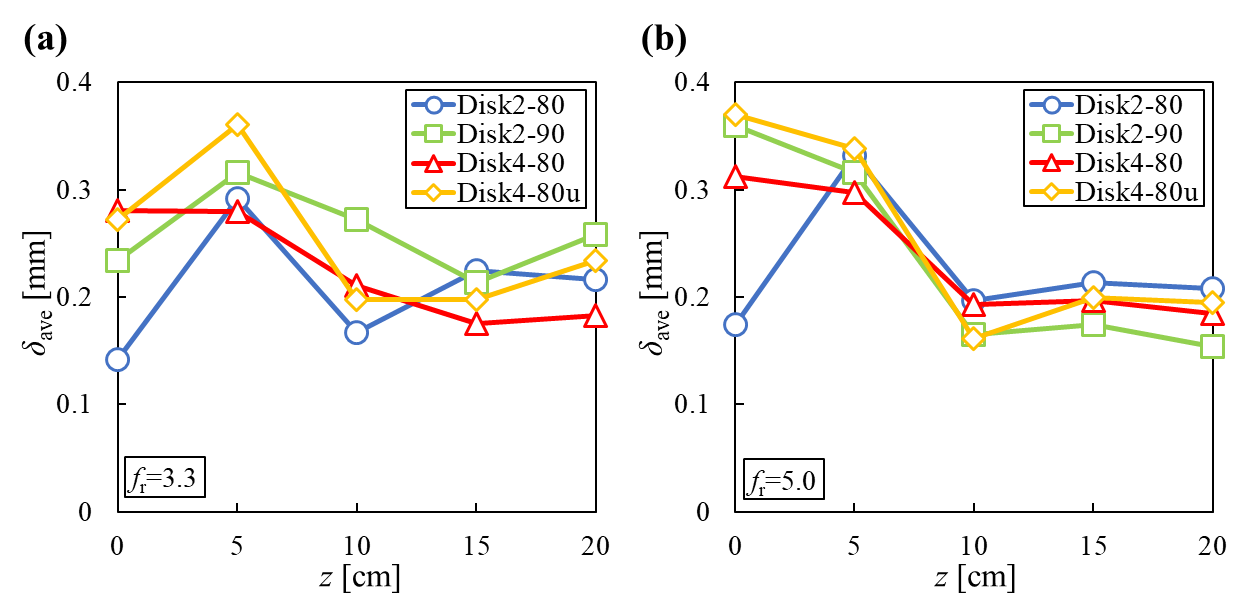 (a)
0.4
0.3
0.2
0.1
0
δave [mm]
Disk2-80
Disk2-90
Disk4-80
Disk4-80u
fr=3.3
0 5 10 15 20
z [cm]
(b)
0.4
0.3
0.2
0.1
0
δave [mm]
Disk2-80
Disk2-90
Disk4-80
Disk4-80u
fr=5.0
0 5 10 15 20
z [cm]